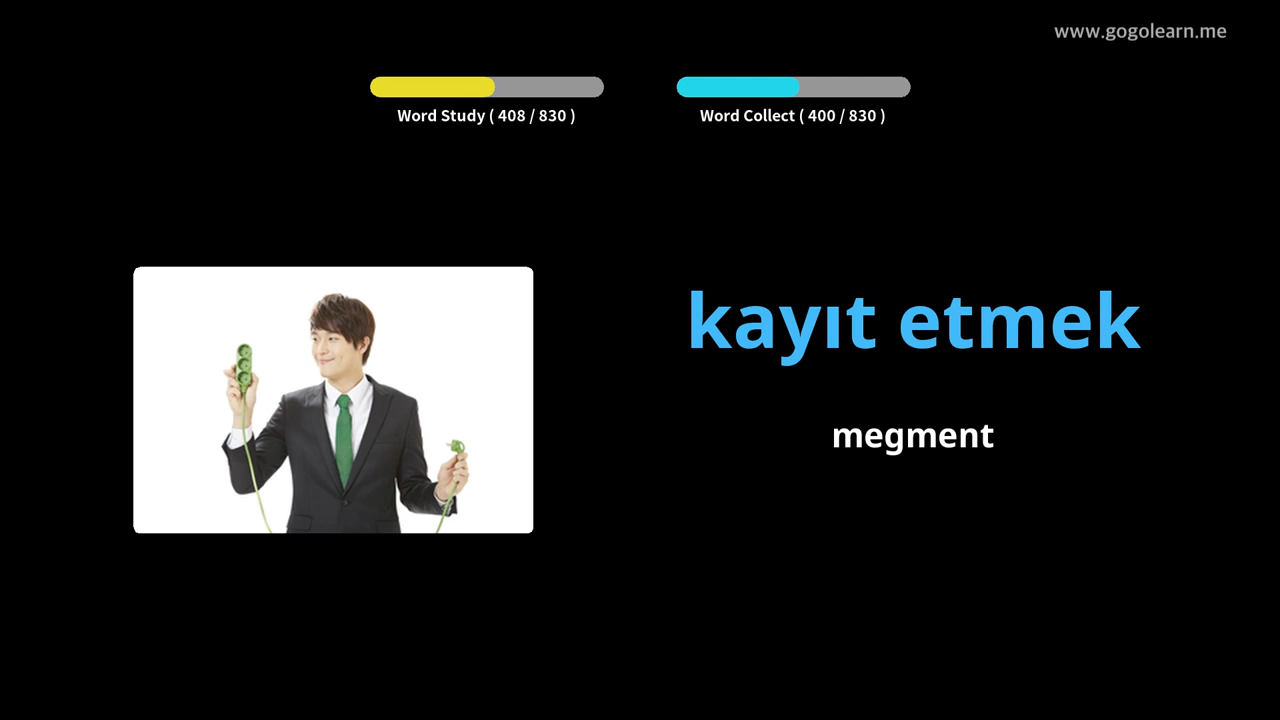 www.gogolearn.me
Word Study ( 408 / 830 )
Word Collect ( 400 / 830 )
kayıt etmek
megment